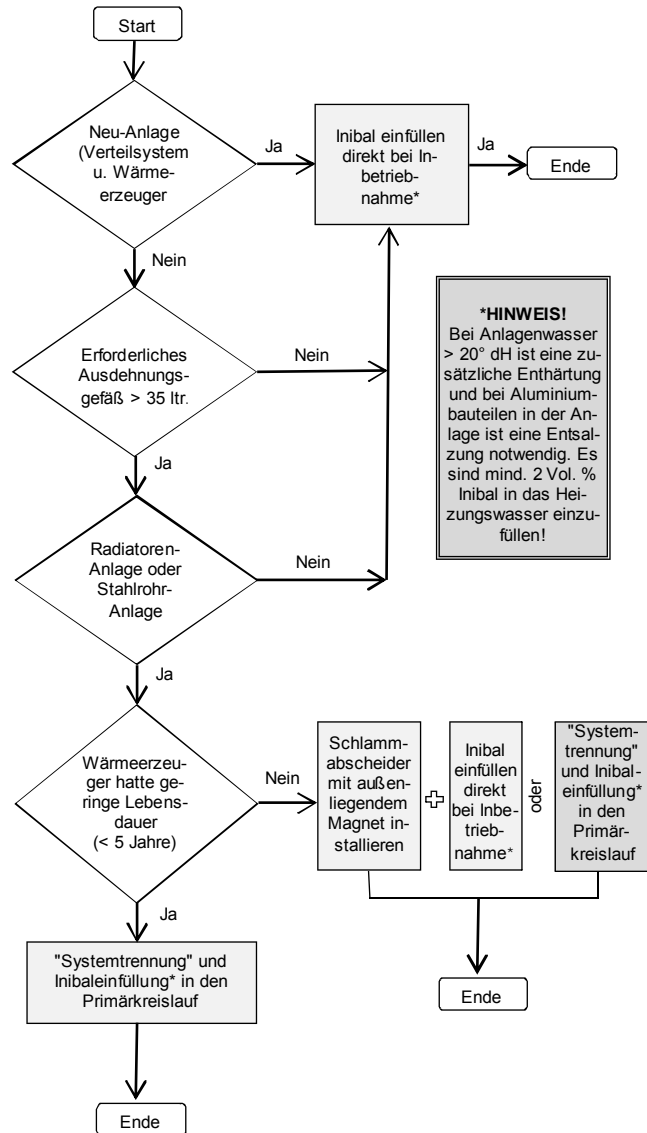 Start
Neu-Anlage
(Verteilsystem
u. Wärme-
erzeuger
Ja
Inibal einfüllen
direkt bei In-
betrieb-
nahme*
Ja
Ende
Nein
Erforderliches
Ausdehnungs-
gefäß > 35 ltr.
Nein
*HINWEIS!
Bei Anlagenwasser
> 20° dH ist eine zu-
sätzliche Enthärtung
und bei Aluminium-
bauteilen in der An-
lage ist eine Entsal-
zung notwendig. Es
sind mind. 2 Vol. %
Inibal in das Hei-
zungswasser einzu-
füllen!
Ja
Radiatoren-
Anlage oder
Stahlrohr-
Anlage
Nein
Ja
Wärmeerzeu-
ger hatte ge-
ringe Lebens-
dauer
(< 5 Jahre)
Nein
Schlamm-
abscheider
mit außen-
liegendem
Magnet in-
stallieren
Inibal
einfüllen
direkt
bei Inbe-
triebnah-
nahme*
oder
"System-
trennung"
und Inibal-
einfüllung*
in den
Primär-
kreislauf
Ja
"Systemtrennung" und
Inibaleinfüllung* in den
Primärkreislauf
Ende
Ende